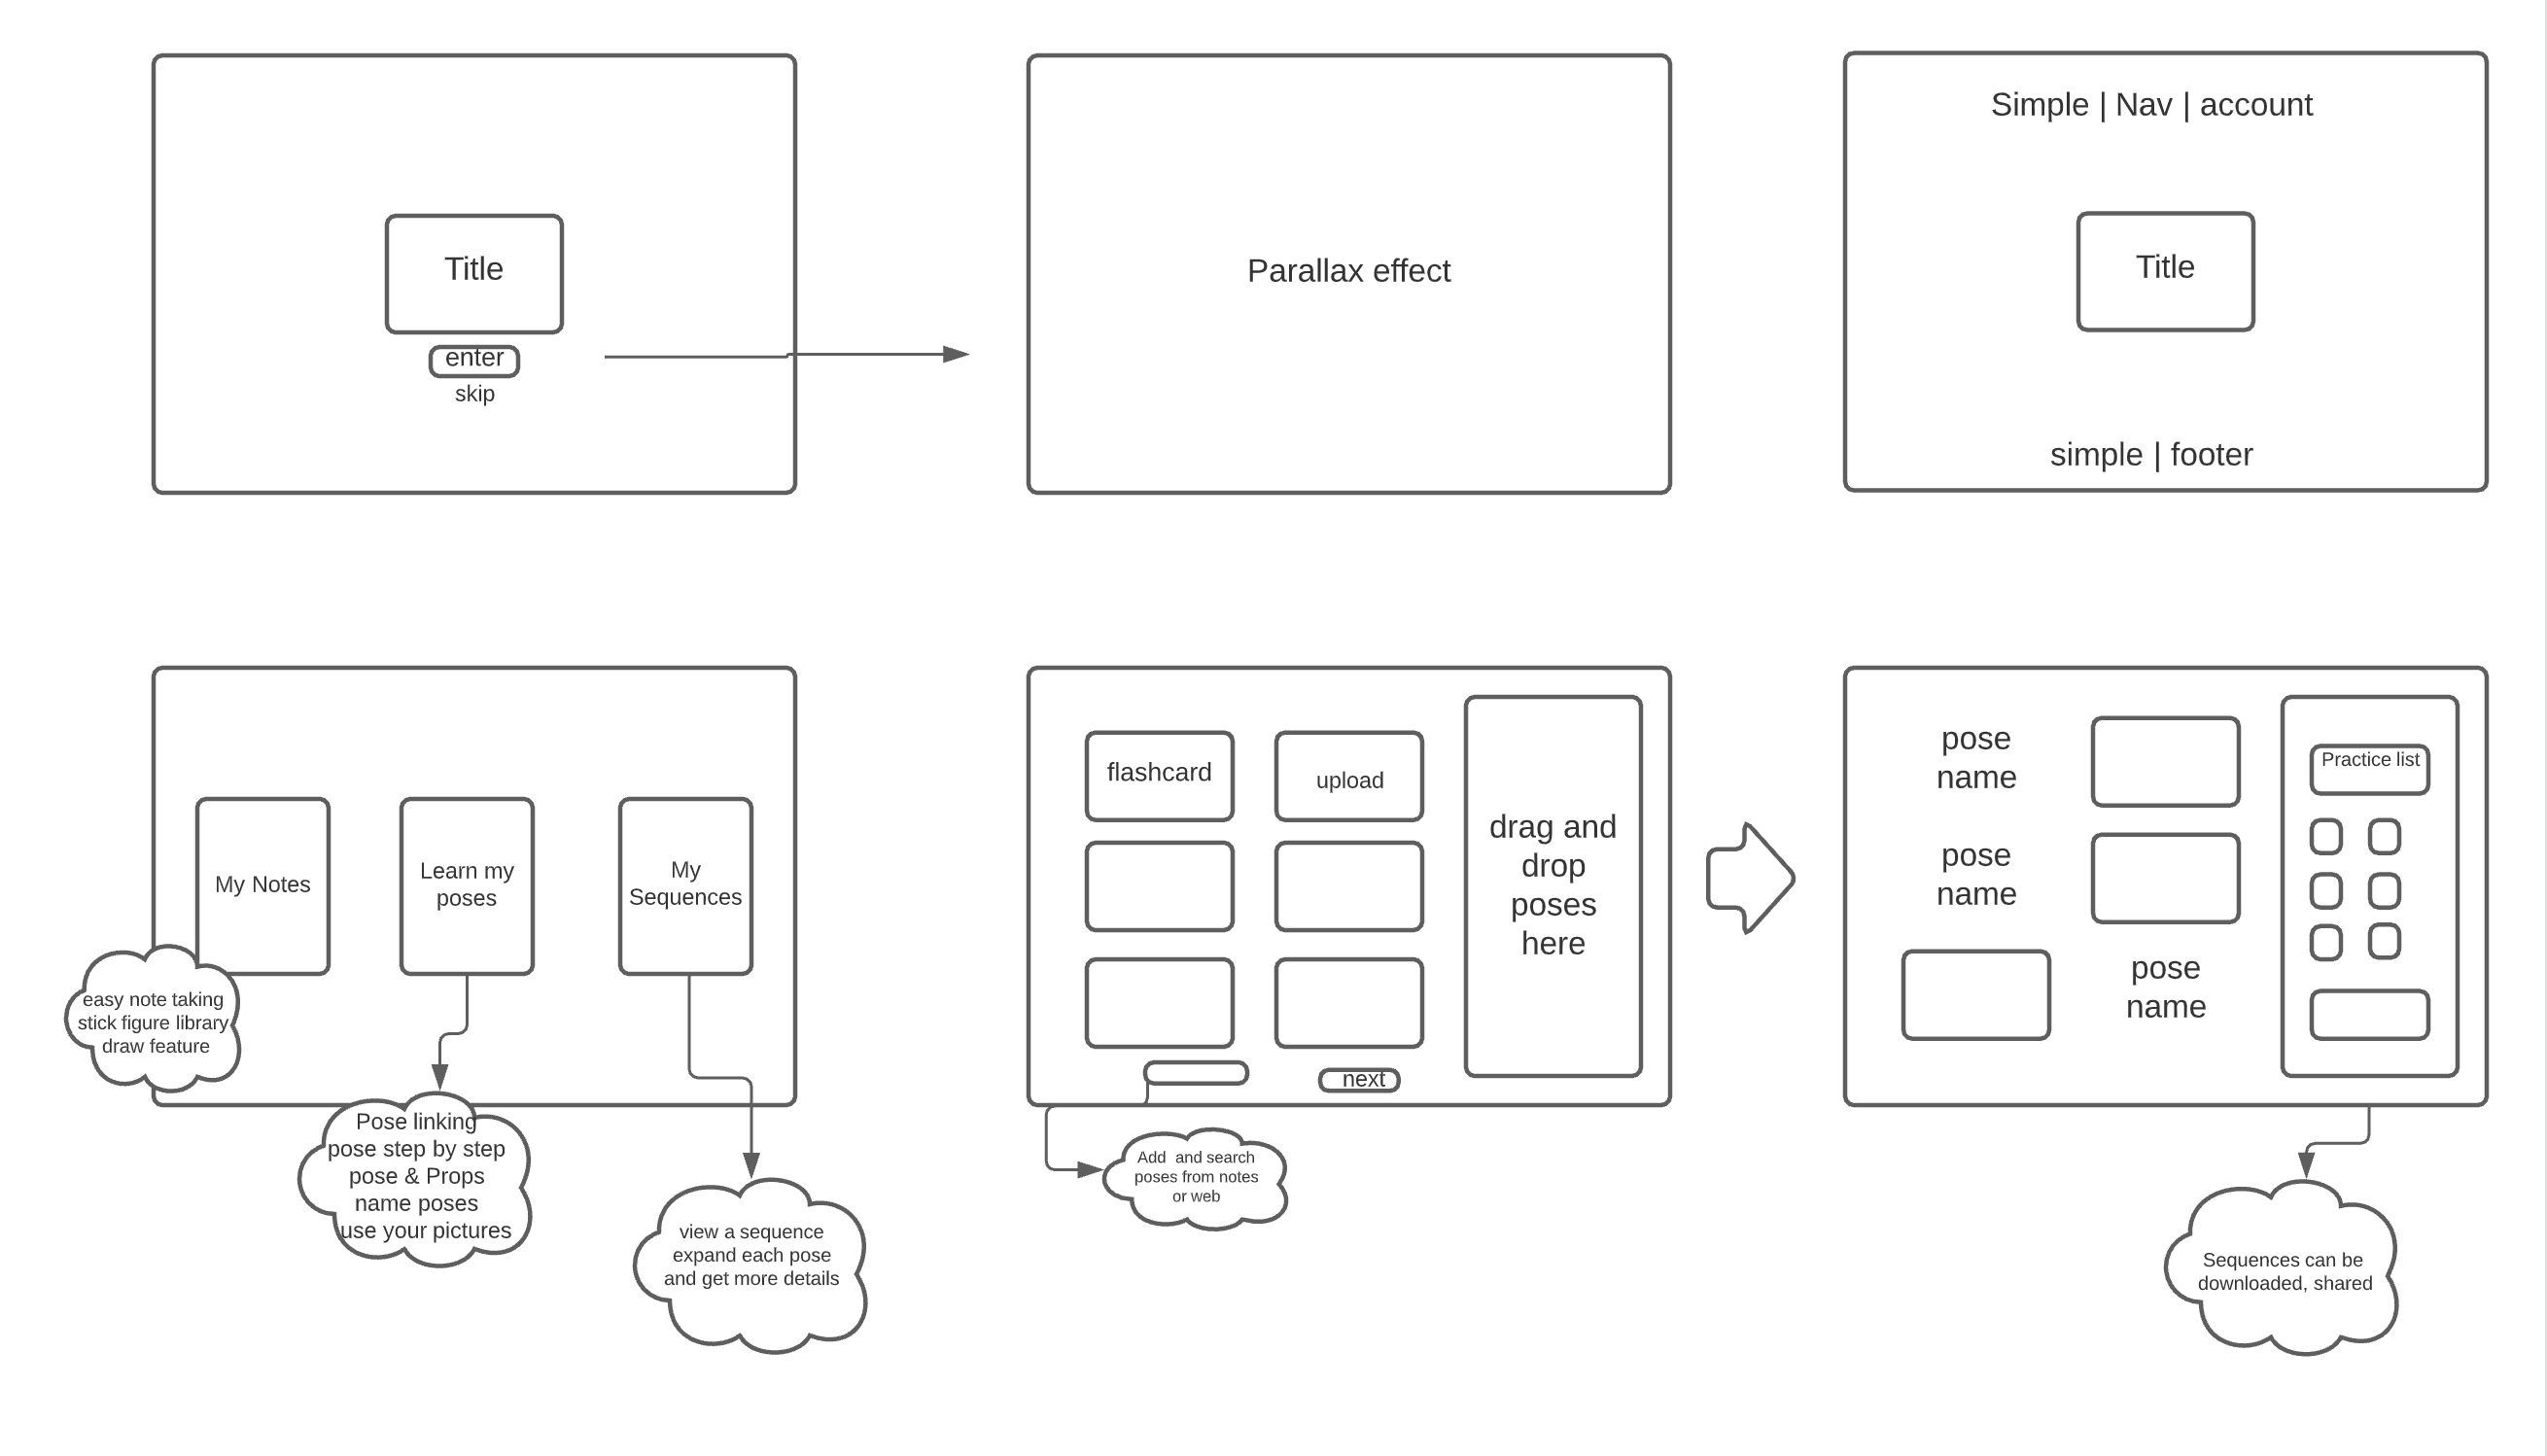 Title
enter
skip
Parallax effect
Simple | Nav | account
Title
simple | footer
My Notes
Learn my
poses
My
Sequences
easy note taking
stick figure library
draw feature
Pose linking
pose step by step
pose & Props
name poses
use your pictures
view a sequence
expand each pose
and get more details
flashcard
upload
drag and
drop
poses
here
next
Add  and search
poses from notes
or web
pose
name
pose
name
pose
name
Practice list
Sequences can be
downloaded, shared